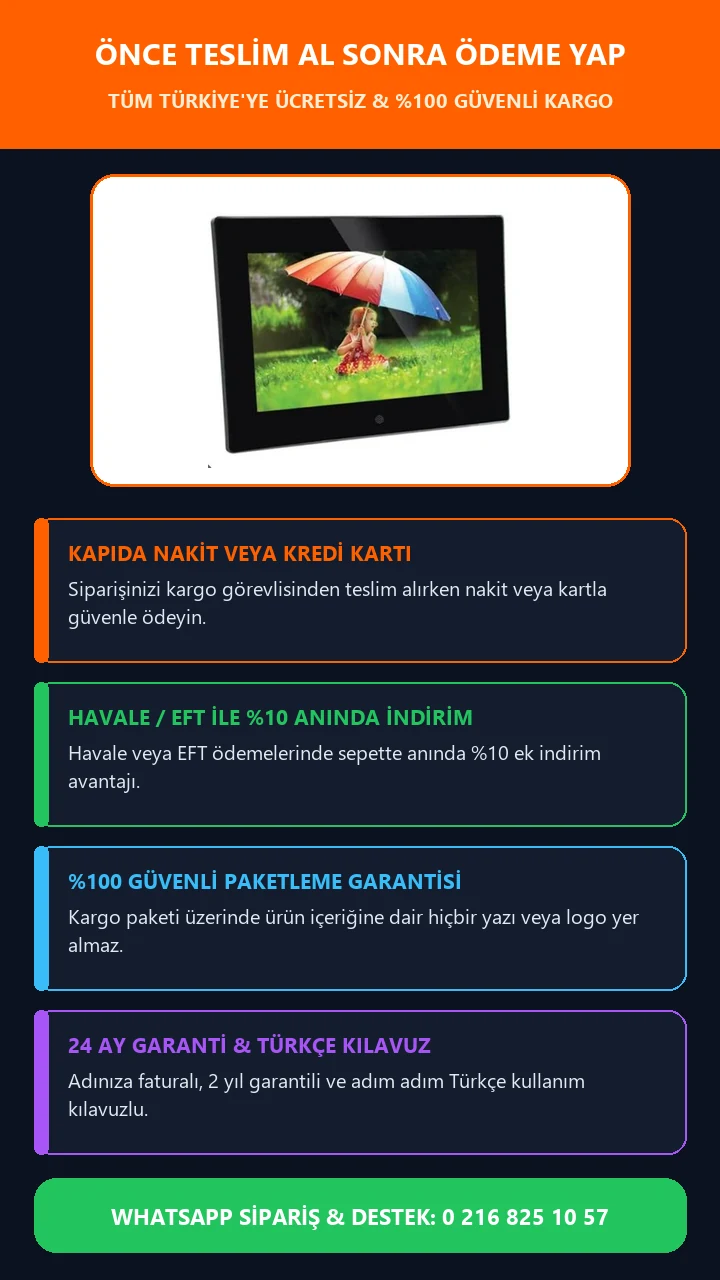 ÖNCE TESLİM AL SONRA ÖDEME YAP
TÜM TÜRKİYE'YE ÜCRETSİZ & %100 GÜVENLİ KARGO
KAPIDA NAKİT VEYA KREDİ KARTI
Siparişinizi kargo görevlisinden teslim alırken nakit veya kartla
güvenle ödeyin.
HAVALE / EFT İLE %10 ANINDA İNDİRİM
Havale veya EFT ödemelerinde sepette anında %10 ek indirim
avantajı.
%100 GÜVENLİ PAKETLEME GARANTİSİ
Kargo paketi üzerinde ürün içeriğine dair hiçbir yazı veya logo yer
almaz.
24 AY GARANTİ & TÜRKÇE KILAVUZ
Adınıza faturalı, 2 yıl garantili ve adım adım Türkçe kullanım
kılavuzlu.
WHATSAPP SİPARİŞ & DESTEK: 0 216 825 10 57